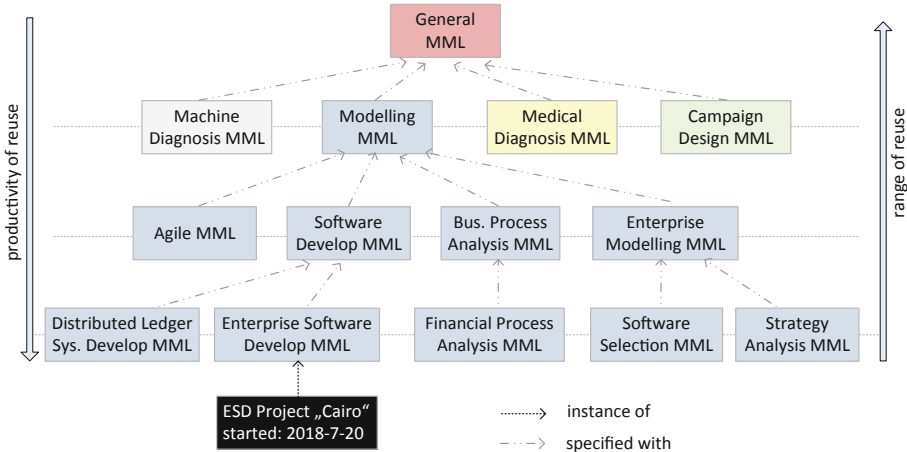 General
MML
productivity of reuse
range of reuse
Machine
Diagnosis MML
Modelling
MML
Medical
Diagnosis MML
Campaign
Design MML
Agile MML
Software
Develop MML
Bus. Process
Analysis MML
Enterprise
Modelling MML
Distributed Ledger
Sys. Develop MML
Enterprise Software
Develop MML
Financial Process
Analysis MML
Software
Selection MML
Strategy
Analysis MML
ESD Project „Cairo“
started: 2018-7-20
instance of
specified with